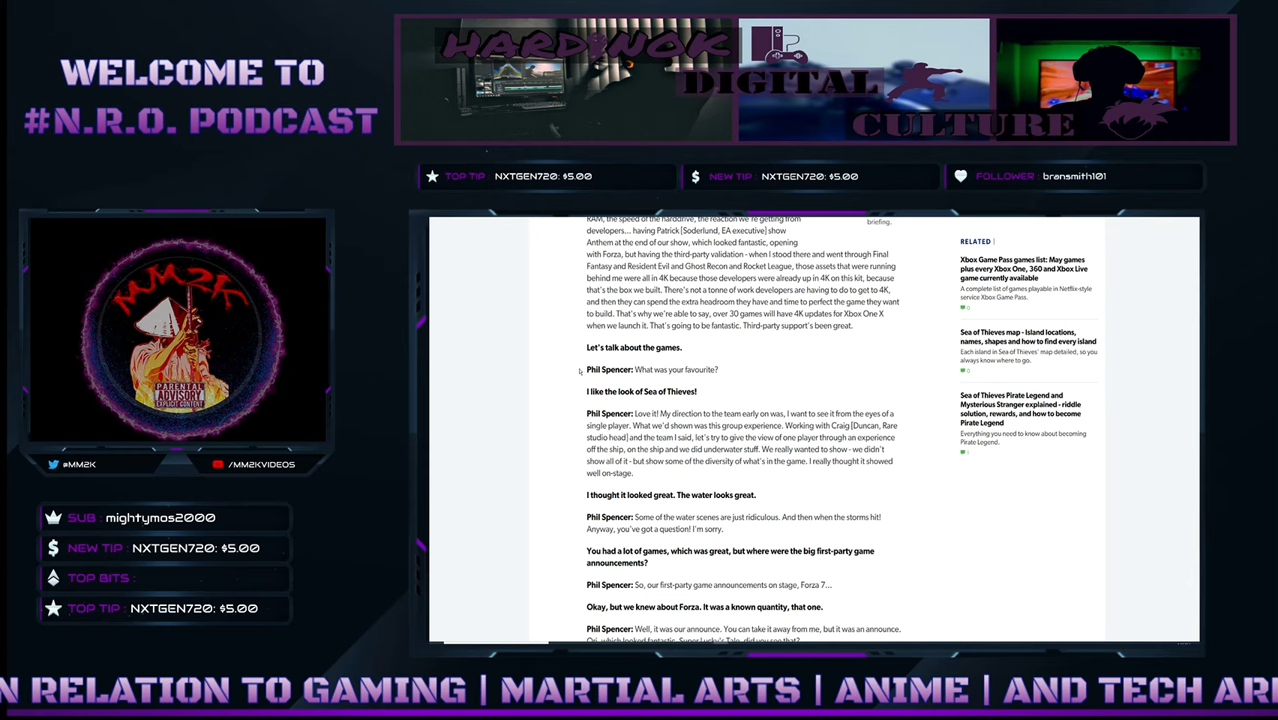 WELCOME TO
#N.R.O. PODCAST
HARD NOK
DIGITAL
CULTURE
TOP TIP: NXTGEN720: $5.00
NEW TIP: NXTGEN720: $5.00
FOLLOWER: bransmith101
MM2K
PARENTAL
ADVISORY
EXPLICIT CONTENT
@MM2K
/MM2KVIDEOS
SUB: mightymos2000
NEW TIP: NXTGEN720: $5.00
TOP BITS:
TOP TIP: NXTGEN720: $5.00
RAM, the speed of the harddrive, the reaction we're getting from
developers... having Patrick [Soderlund, EA executive] show
Anthem at the end of our show, which looked fantastic, opening
with Forza, but having the third-party validation - when I stood there and went through Final
Fantasy and Resident Evil and Ghost Recon and Rocket League, those assets that were running
behind me were all in 4K because those developers were already up in 4K on this kit, because
that's the box we built. There's not a tonne of work developers are having to do to get to 4K,
and then they can spend the extra headroom they have and time to perfect the game they want
to build. That's why we're able to say, over 30 games will have 4K updates for Xbox One X
when we launch it. That's going to be fantastic. Third-party support's been great.
Let's talk about the games.
Phil Spencer: What was your favourite?
I like the look of Sea of Thieves!
Phil Spencer: Love it! My direction to the team early on was, I want to see it from the eyes of a
single player. What we'd shown was this group experience. Working with Craig [Duncan, Rare
studio head] and the team I said, let's try to give the view of one player through an experience
off the ship, on the ship and we did underwater stuff. We really wanted to show - we didn't
show all of it - but show some of the diversity of what's in the game. I really thought it showed
well on-stage.
I thought it looked great. The water looks great.
Phil Spencer: Some of the water scenes are just ridiculous. And then when the storms hit!
Anyway, you've got a question! I'm sorry.
You had a lot of games, which was great, but where were the big first-party game
announcements?
Phil Spencer: So, our first-party game announcements on stage, Forza 7...
Okay, but we knew about Forza. It was a known quantity, that one.
Phil Spencer: Well, it was our announce. You can take it away from me, but it was an announce.
Ori, which looked fantastic. Super Lucky's Tale, did you see that?
briefing.
RELATED |
Xbox Game Pass games list: May games
plus every Xbox One, 360 and Xbox Live
game currently available
A complete list of games playable in Netflix-style
service Xbox Game Pass.
0
Sea of Thieves map - Island locations,
names, shapes and how to find every island
Each island in Sea of Thieves' map detailed, so you
always know where to go.
0
Sea of Thieves Pirate Legend and
Mysterious Stranger explained - riddle
solution, rewards, and how to become
Pirate Legend
Everything you need to know about becoming
Pirate Legend.
1
N RELATION TO GAMING | MARTIAL ARTS | ANIME | AND TECH AR